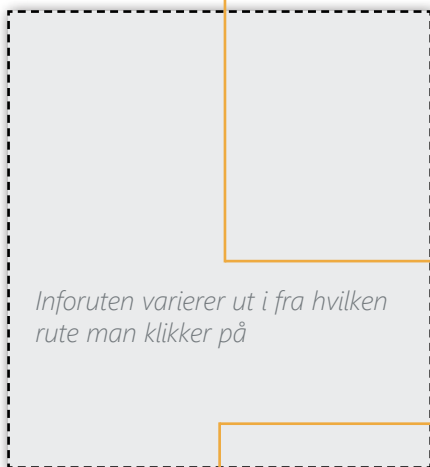 Inforuten varierer ut i fra hvilken
rute man klikker på